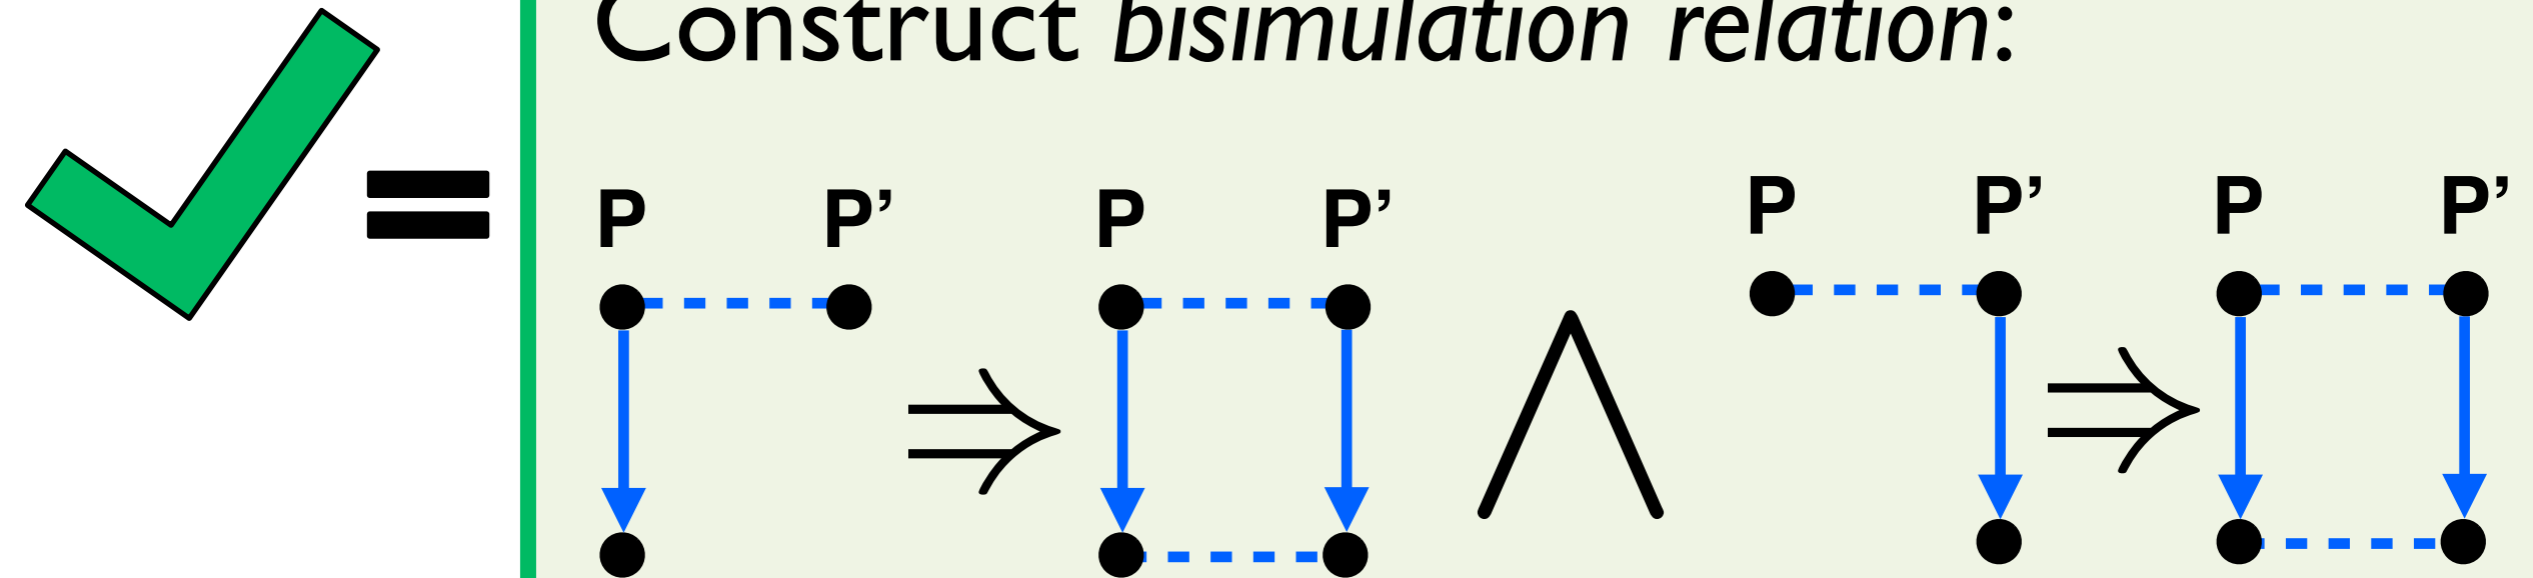 Construct bisimulation relation:
P P’ P P’ P P’ P P’